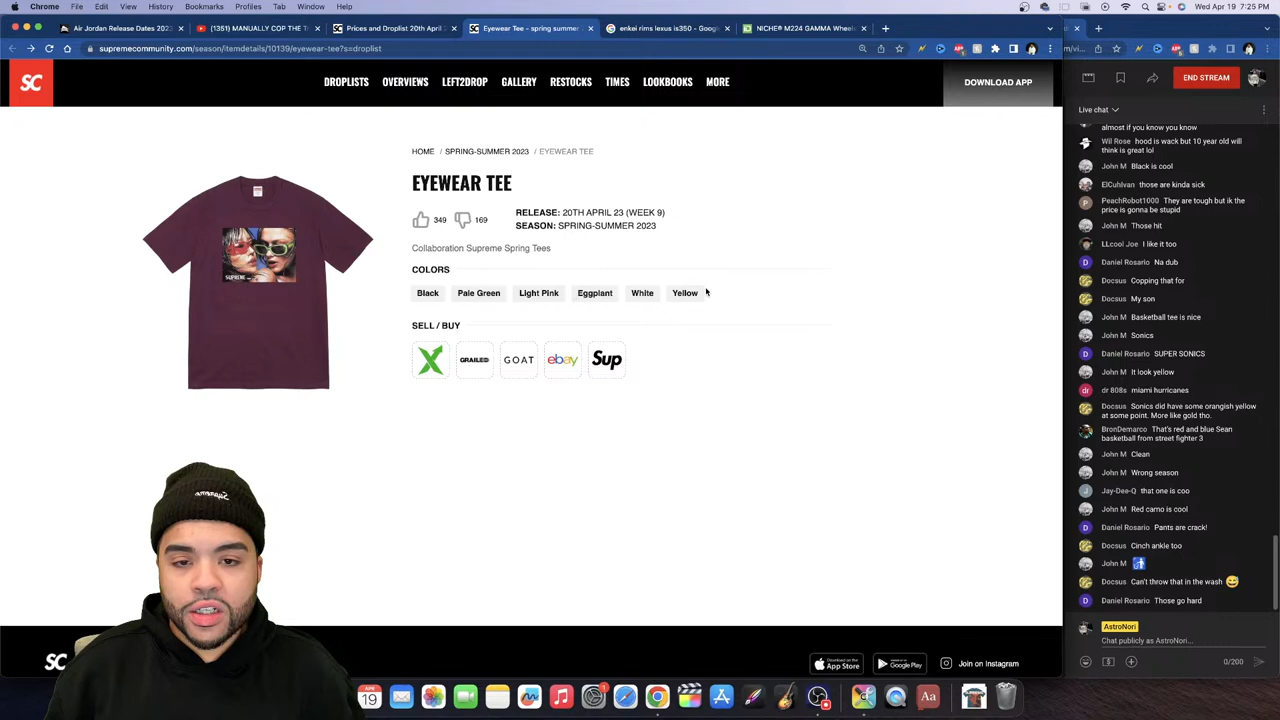 Chrome File Edit View History Bookmarks Profiles Tab Window Help
Wed Apr 19 7:25 PM
Air Jordan Release Dates 202
(1351) MANUALLY COP THE T
Prices and Droplist 20th April 2
Eyewear Tee – spring summer
enkei rims lexus is350 - Googl
NICHE® M224 GAMMA Wheel
supremecommunity.com/season/itemdetails/10139/eyewear-tee?s=droplist
SC
DROPLISTS OVERVIEWS LEFT2DROP GALLERY RESTOCKS TIMES LOOKBOOKS MORE
DOWNLOAD APP
HOME / SPRING-SUMMER 2023 / EYEWEAR TEE
EYEWEAR TEE
349 169
RELEASE: 20TH APRIL 23 (WEEK 9)
SEASON: SPRING-SUMMER 2023
Collaboration Supreme Spring Tees
COLORS
Black Pale Green Light Pink Eggplant White Yellow
SELL / BUY
GRAILED GOAT ebay Sup
SUPREME
Supreme
SC
Download on the App Store
Google Play
Join on Instagram
APR 19
Aa
END STREAM
Live chat
almost if you know you know
Wil Rose hood is wack but 10 year old will
think is great lol
John M Black is cool
ElCuhIvan those are kinda sick
PeachRobot1000 They are tough but ik the
price is gonna be stupid
John M Those hit
LLcool Joe I like it too
Daniel Rosario Na dub
Docsus Copping that for
Docsus My son
John M Basketball tee is nice
John M Sonics
Daniel Rosario SUPER SONICS
John M It look yellow
dr 808s miami hurricanes
Docsus Sonics did have some orangish yellow
at some point. More like gold tho.
BronDemarco That's red and blue Sean
basketball from street fighter 3
John M Clean
John M Wrong season
Jay-Dee-Q that one is coo
John M Red camo is cool
Daniel Rosario Pants are crack!
Docsus Cinch ankle too
John M
Docsus Can't throw that in the wash
Daniel Rosario Those go hard
AstroNori
Chat publicly as AstroNori...
0/200